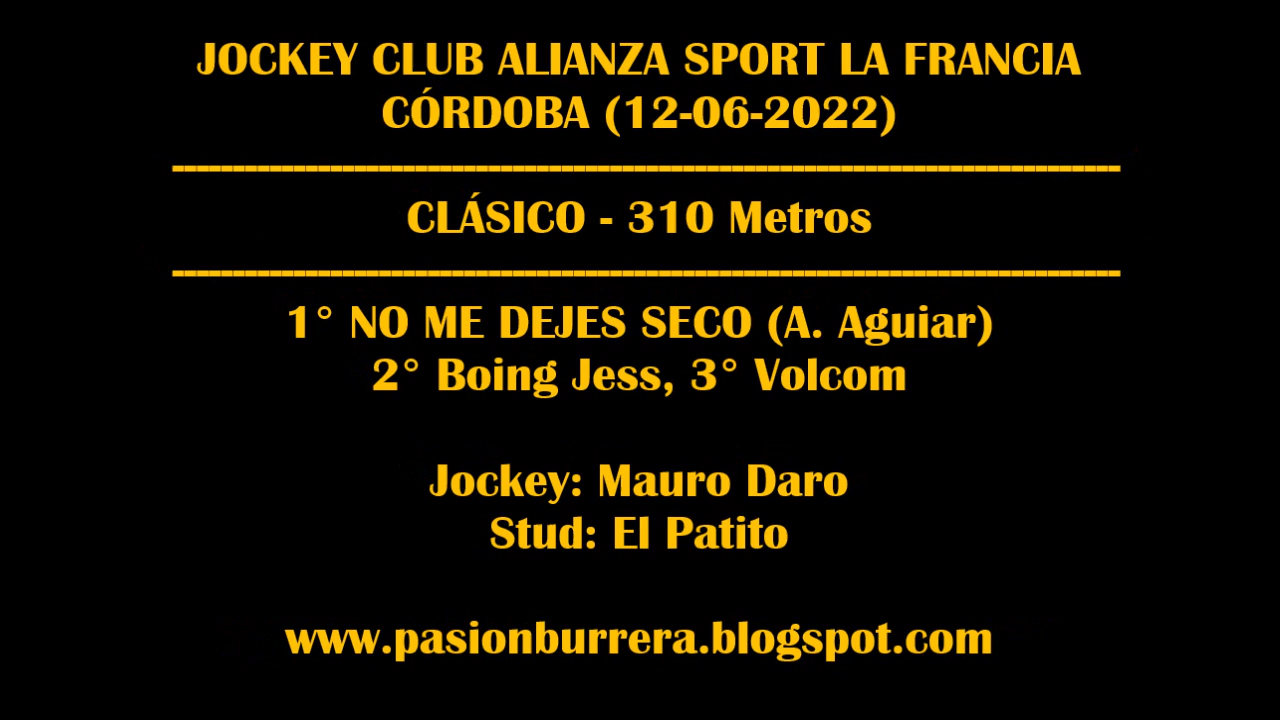 JOCKEY CLUB ALIANZA SPORT LA FRANCIA
CÓRDOBA (12-06-2022)
CLÁSICO - 310 Metros
1° NO ME DEJES SECO (A. Aguiar)
2° Boing Jess, 3° Volcom
Jockey: Mauro Daro
Stud: El Patito
www.pasionburrera.blogspot.com